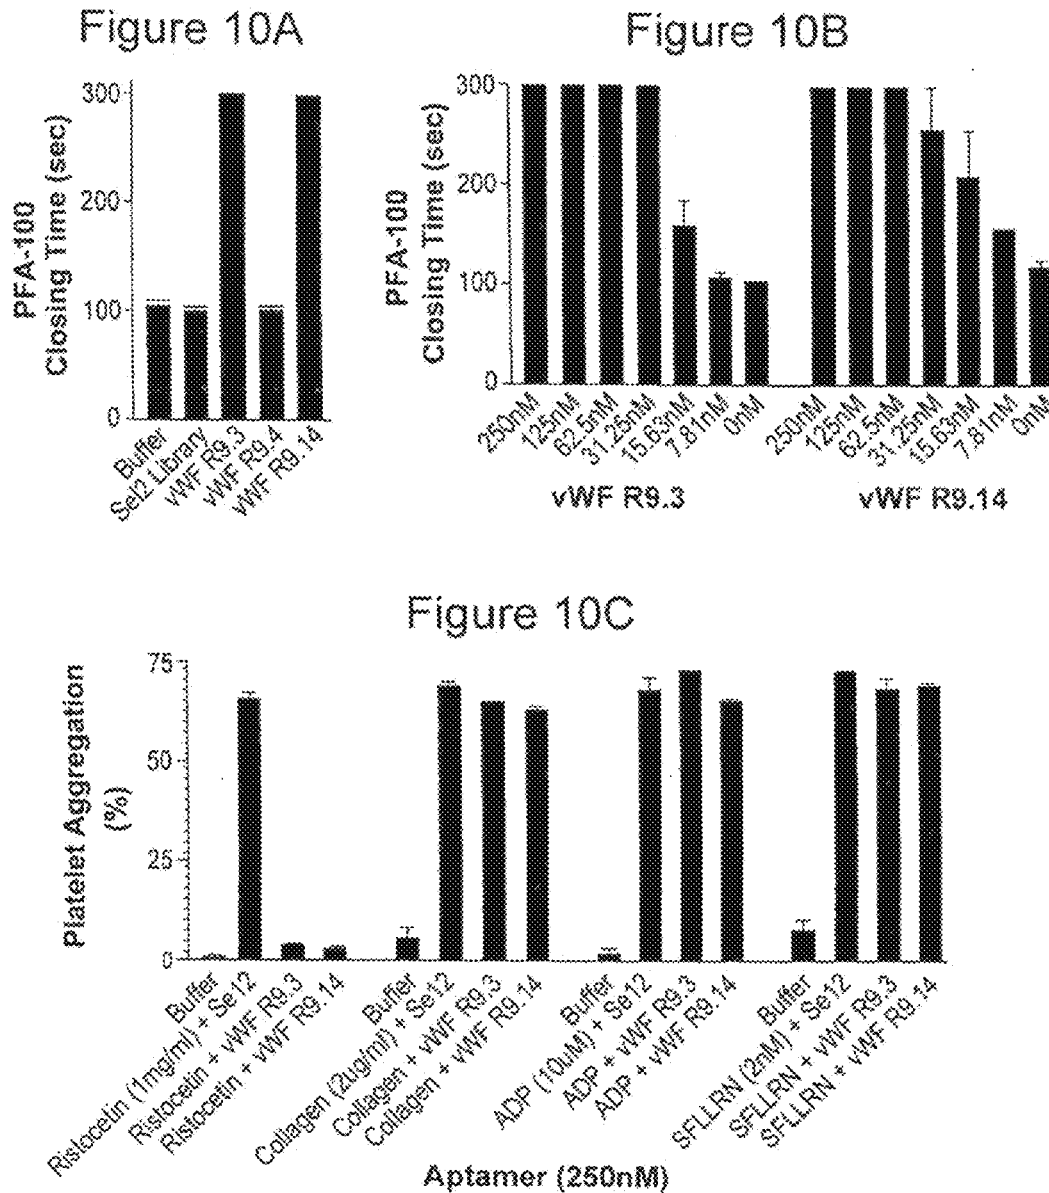 Figure 10A
PFA-100
Closing Time (sec)
300
200
100
0
Buffer
Sel2 Library
vWF R9.3
vWF R9.4
vWF R9.14
Figure 10B
PFA-100
Closing Time (sec)
300
200
100
0
250nM
125nM
62.5nM
31.25nM
15.63nM
7.81nM
0nM
250nM
125nM
62.5nM
31.25nM
15.63nM
7.81nM
0nM
vWF R9.3
vWF R9.14
Figure 10C
Platelet Aggregation
(%)
75
50
25
0
Buffer
Ristocetin (1mg/ml) + Se12
Ristocetin + vWF R9.3
Ristocetin + vWF R9.14
Buffer
Collagen (2ug/ml) + Se12
Collagen + vWF R9.3
Collagen + vWF R9.14
Buffer
ADP (10uM) + Se12
ADP + vWF R9.3
ADP + vWF R9.14
Buffer
SFLLRN (2nM) + Se12
SFLLRN + vWF R9.3
SFLLRN + vWF R9.14
Aptamer (250nM)